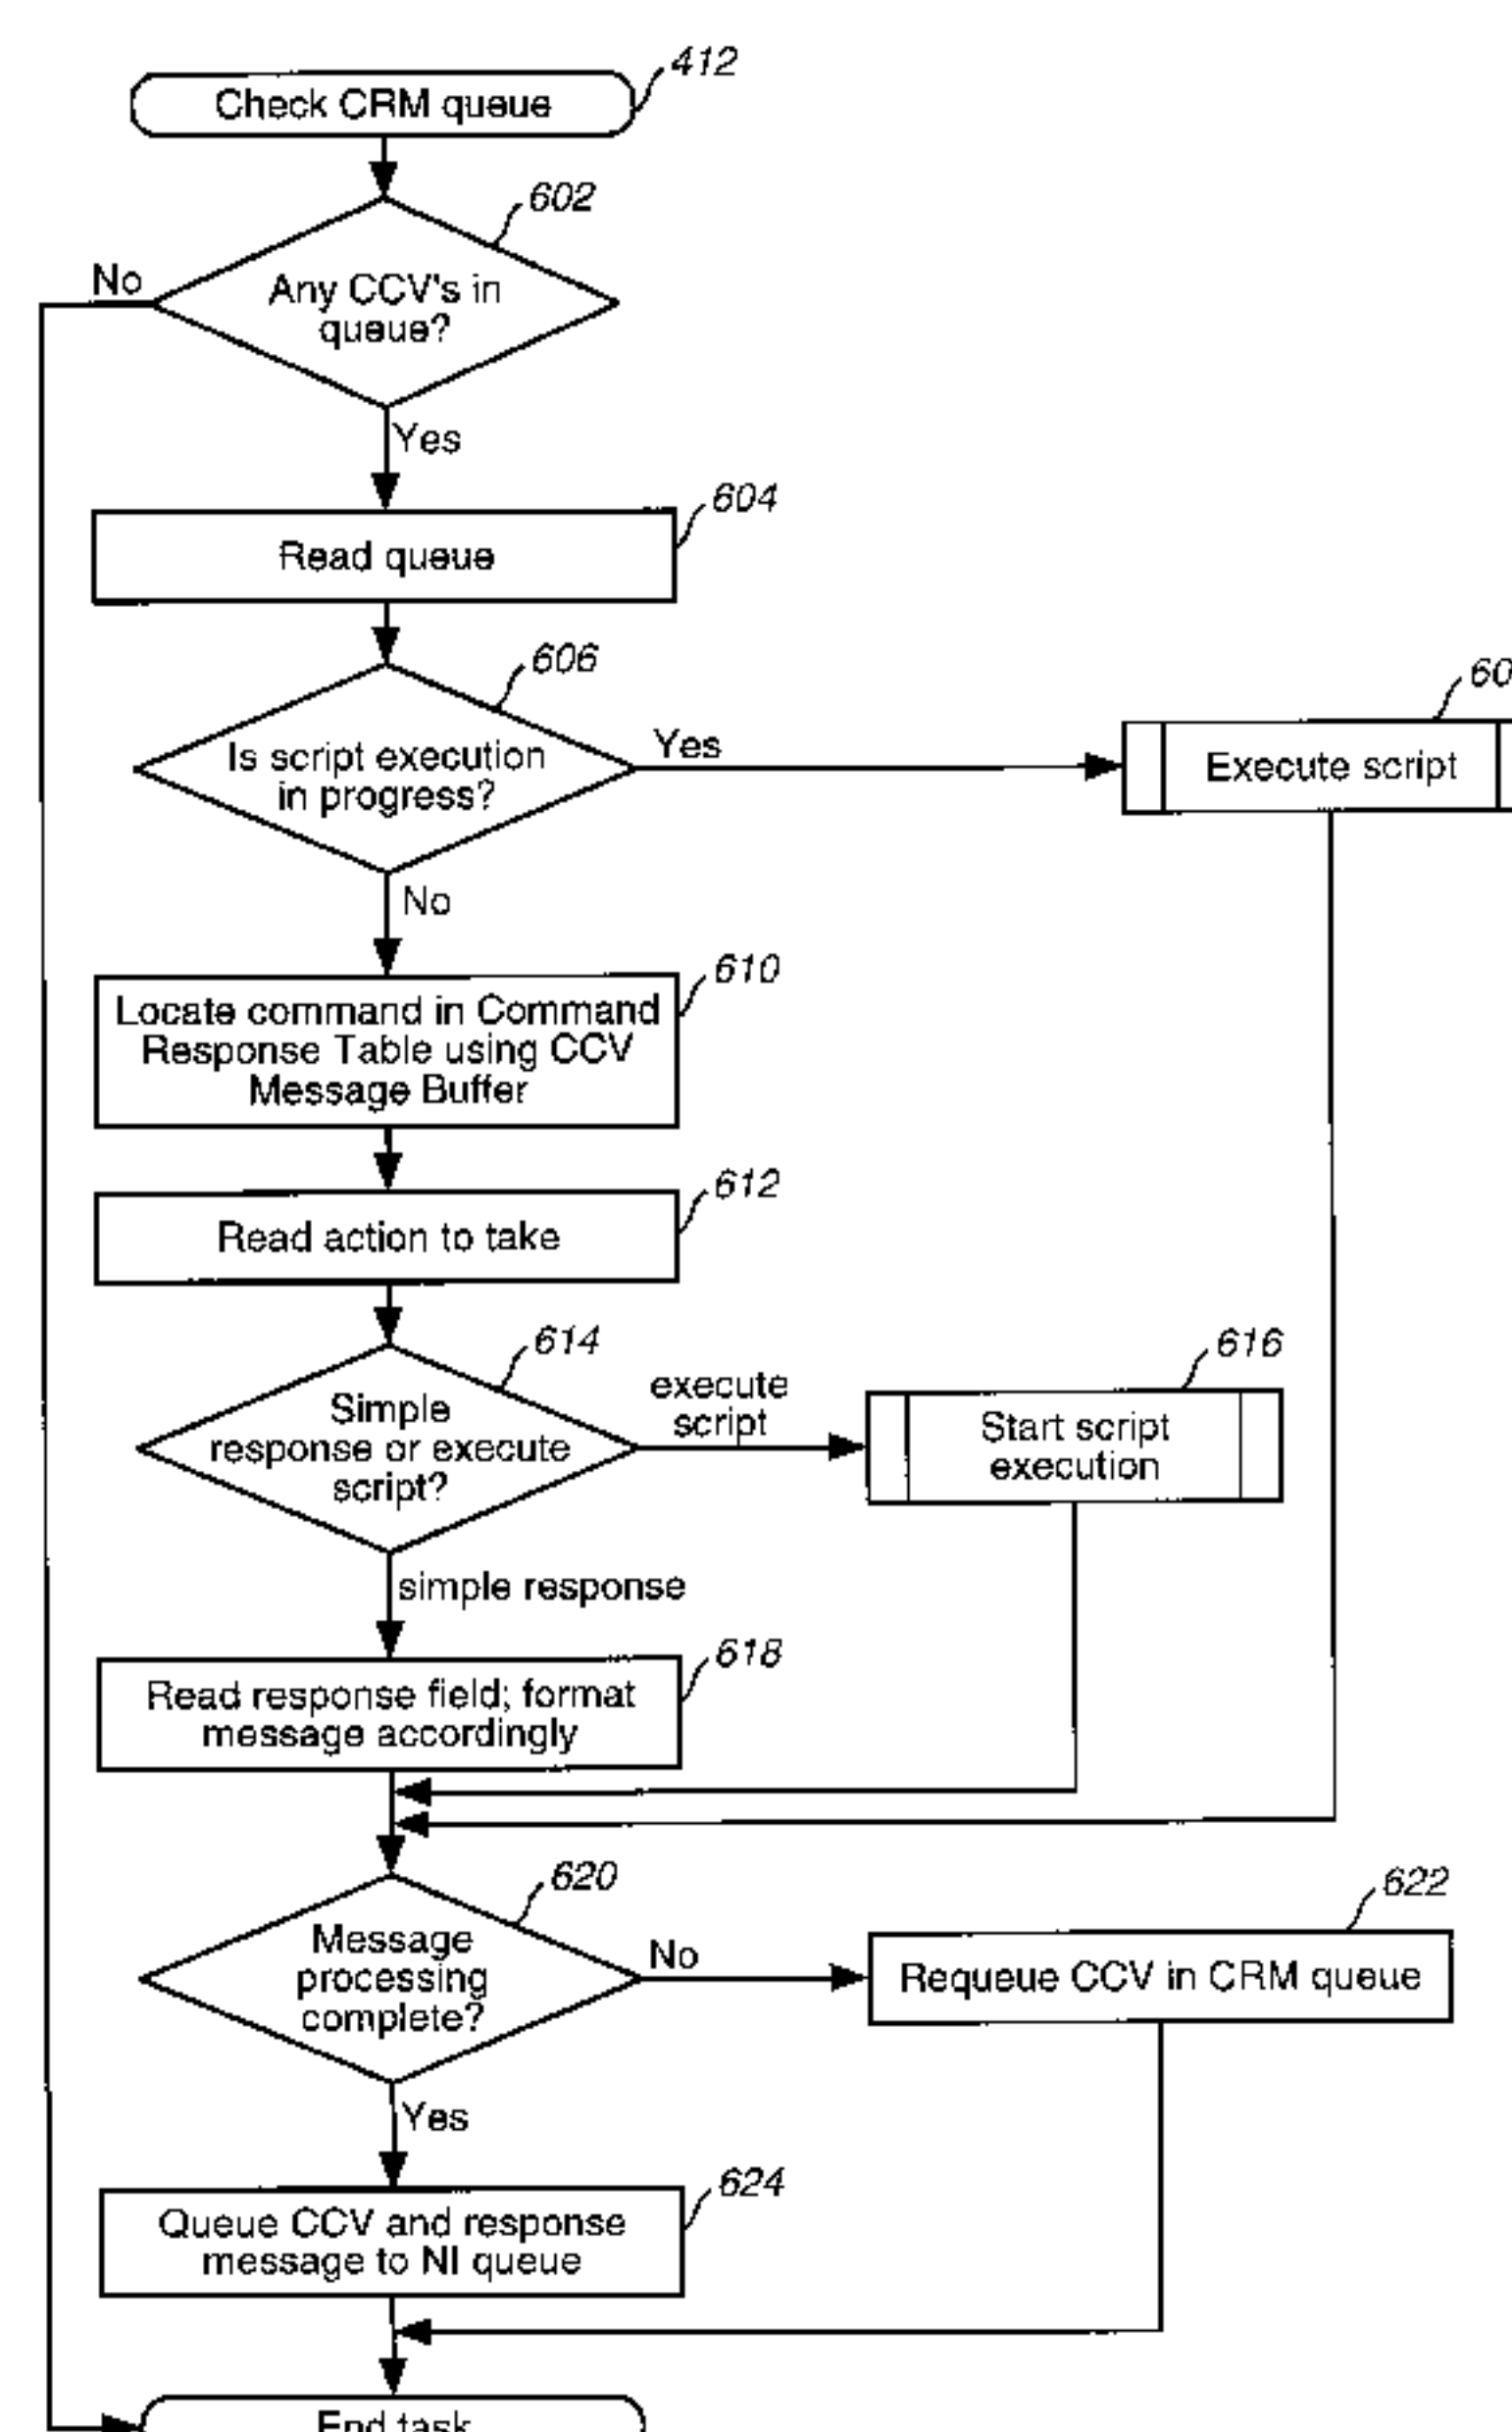 412
Check CRM queue
602
No
Any CCV's in
queue?
Yes
604
Read queue
606
Is script execution
in progress?
Yes
Execute script
No
610
Locate command in Command
Response Table using CCV
Message Buffer
612
Read action to take
614
Simple
response or execute
script?
execute
script
616
Start script
execution
simple response
618
Read response field; format
message accordingly
620
Message
processing
complete?
No
622
Requeue CCV in CRM queue
Yes
624
Queue CCV and response
message to NI queue
End task